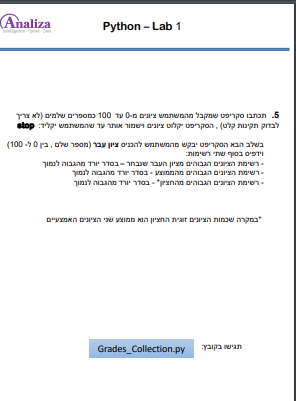 Analiza
Intelligence - Cyber - Data
Python – Lab 1
5. תכתבו סקריפט שמקבל מהמשתמש ציונים מ-0 עד 100 כמספרים שלמים (לא צריך
לבדוק תקינות קלט) , הסקריפט יקלוט ציונים וישמור אותר עד שהמשתמש יקליד: stop
בשלב הבא הסקריפט יבקש מהמשתמש להכניס ציון עבר (מספר שלם , בין 0 ל- 100)
וידפיס בסוף שתי רשימות:
- רשימת הציונים הגבוהים מציון העבר שנבחר – בסדר יורד מהגבוה לנמוך
- רשימת הציונים הגבוהים מהממוצע - בסדר יורד מהגבוה לנמוך
- רשימת הציונים הגבוהים מהחציון* - בסדר יורד מהגבוה לנמוך
*במקרה שכמות הציונים זוגית החציון הוא ממוצע שני הציונים האמצעיים
תגישו בקובץ: Grades_Collection.py